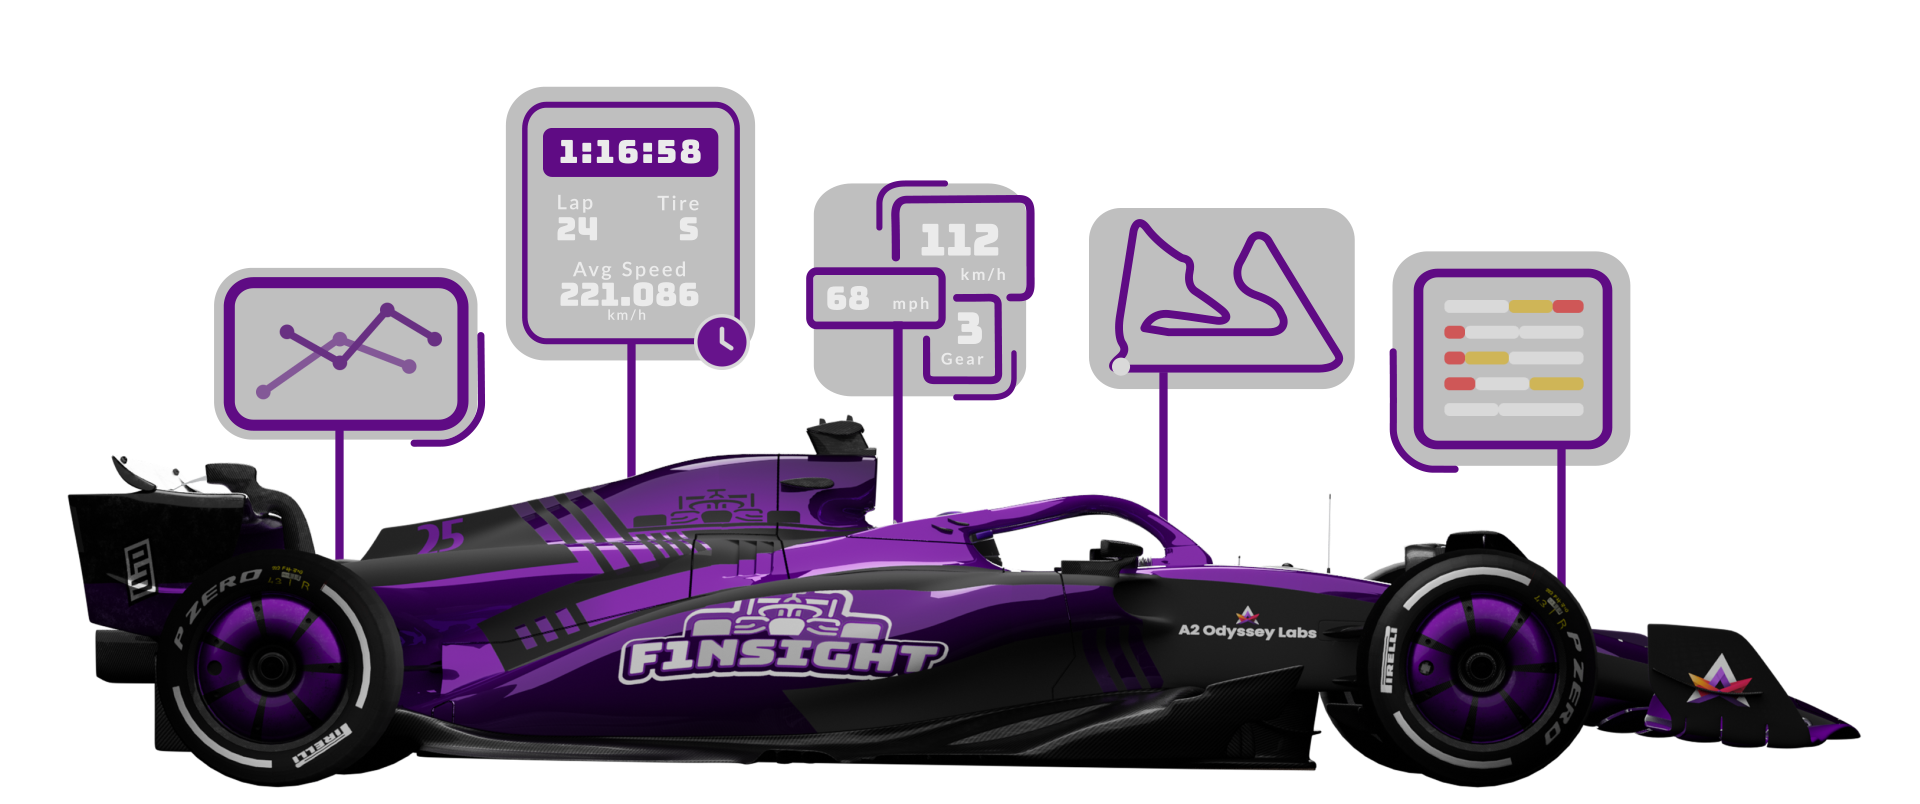 1:16:58
Lap
Tire
24
S
Avg Speed
221.086
km/h
112
km/h
68 mph
3
Gear
25
F1NSIGHT
A2 Odyssey Labs
P ZERO
PIRELLI
PIRELLI
P ZERO